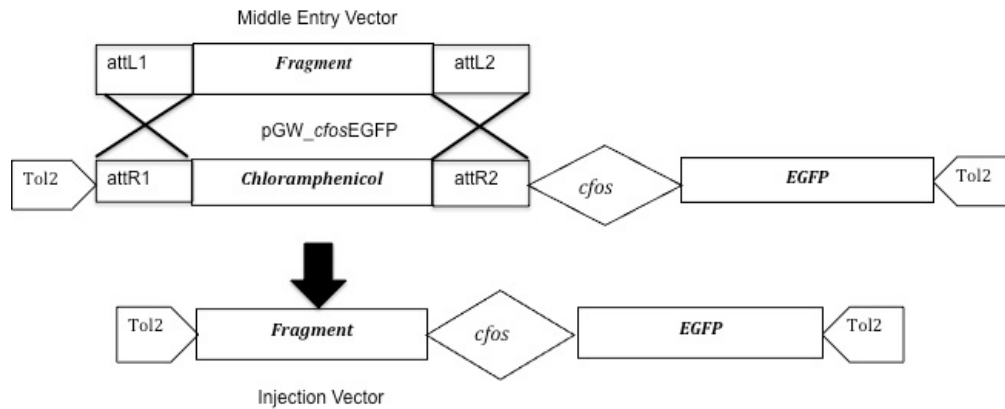 Middle Entry Vector
attL1 Fragment attL2
pGW_cfosEGFP
Tol2 attR1 Chloramphenicol attR2 cfos EGFP Tol2
Tol2 Fragment cfos EGFP Tol2
Injection Vector